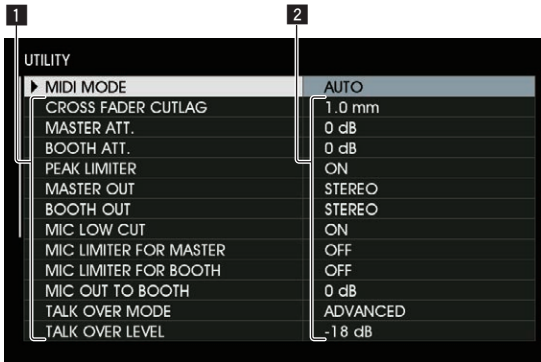 1 2
UTILITY
MIDI MODE AUTO
CROSS FADER CUTLAG 1.0 mm
MASTER ATT. 0 dB
BOOTH ATT. 0 dB
PEAK LIMITER ON
MASTER OUT STEREO
BOOTH OUT STEREO
MIC LOW CUT ON
MIC LIMITER FOR MASTER OFF
MIC LIMITER FOR BOOTH OFF
MIC OUT TO BOOTH 0 dB
TALK OVER MODE ADVANCED
TALK OVER LEVEL -18 dB